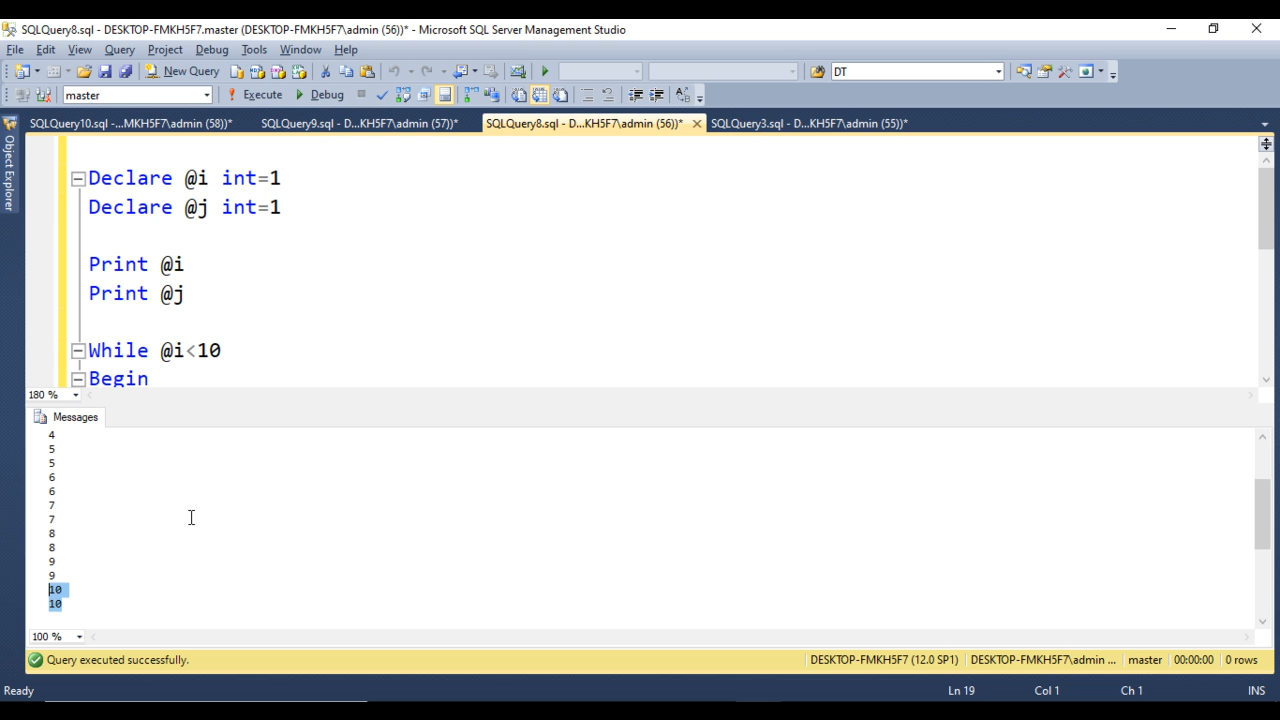 SQLQuery8.sql - DESKTOP-FMKH5F7.master (DESKTOP-FMKH5F7\admin (56))* - Microsoft SQL Server Management Studio
File Edit View Query Project Debug Tools Window Help
New Query DT
master Execute Debug
SQLQuery10.sql -...MKH5F7\admin (58))* SQLQuery9.sql - D...KH5F7\admin (57))* SQLQuery8.sql - D...KH5F7\admin (56))* SQLQuery3.sql - D...KH5F7\admin (55))*
Object Explorer
Declare @i int=1
Declare @j int=1
Print @i
Print @j
While @i<10
Begin
180 %
Messages
4
5
5
6
6
7
7
8
8
9
9
10
10
100 %
Query executed successfully. DESKTOP-FMKH5F7 (12.0 SP1) DESKTOP-FMKH5F7\admin ... master 00:00:00 0 rows
Ready Ln 19 Col 1 Ch 1 INS